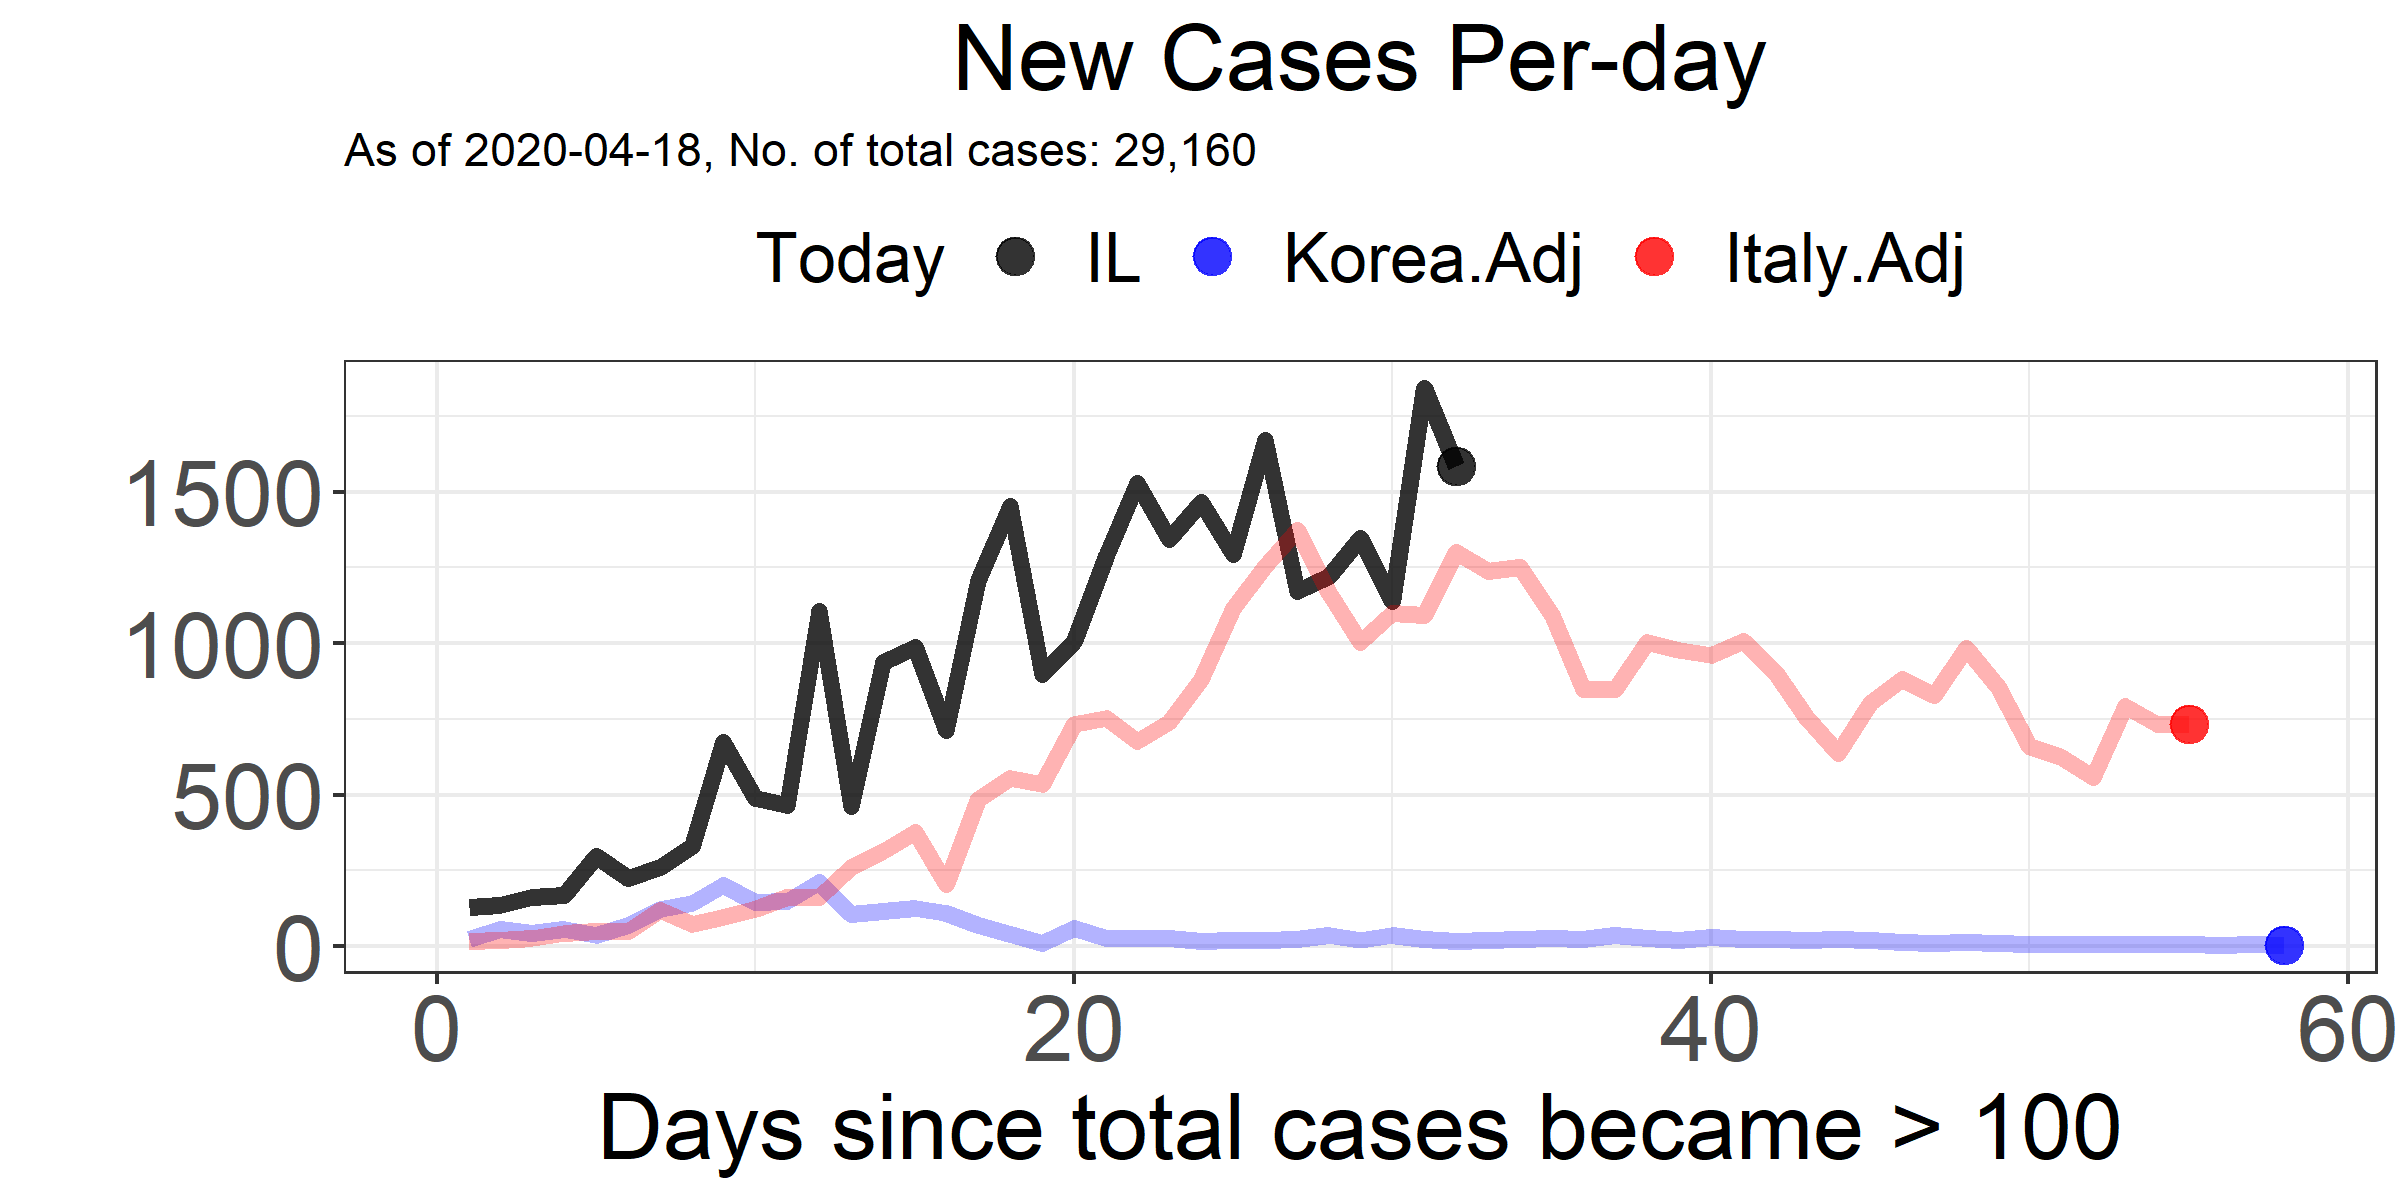 New Cases Per-day
As of 2020-04-18, No. of total cases: 29,160
Today IL Korea.Adj Italy.Adj
1500
1000
500
0
0 20 40 60
Days since total cases became > 100